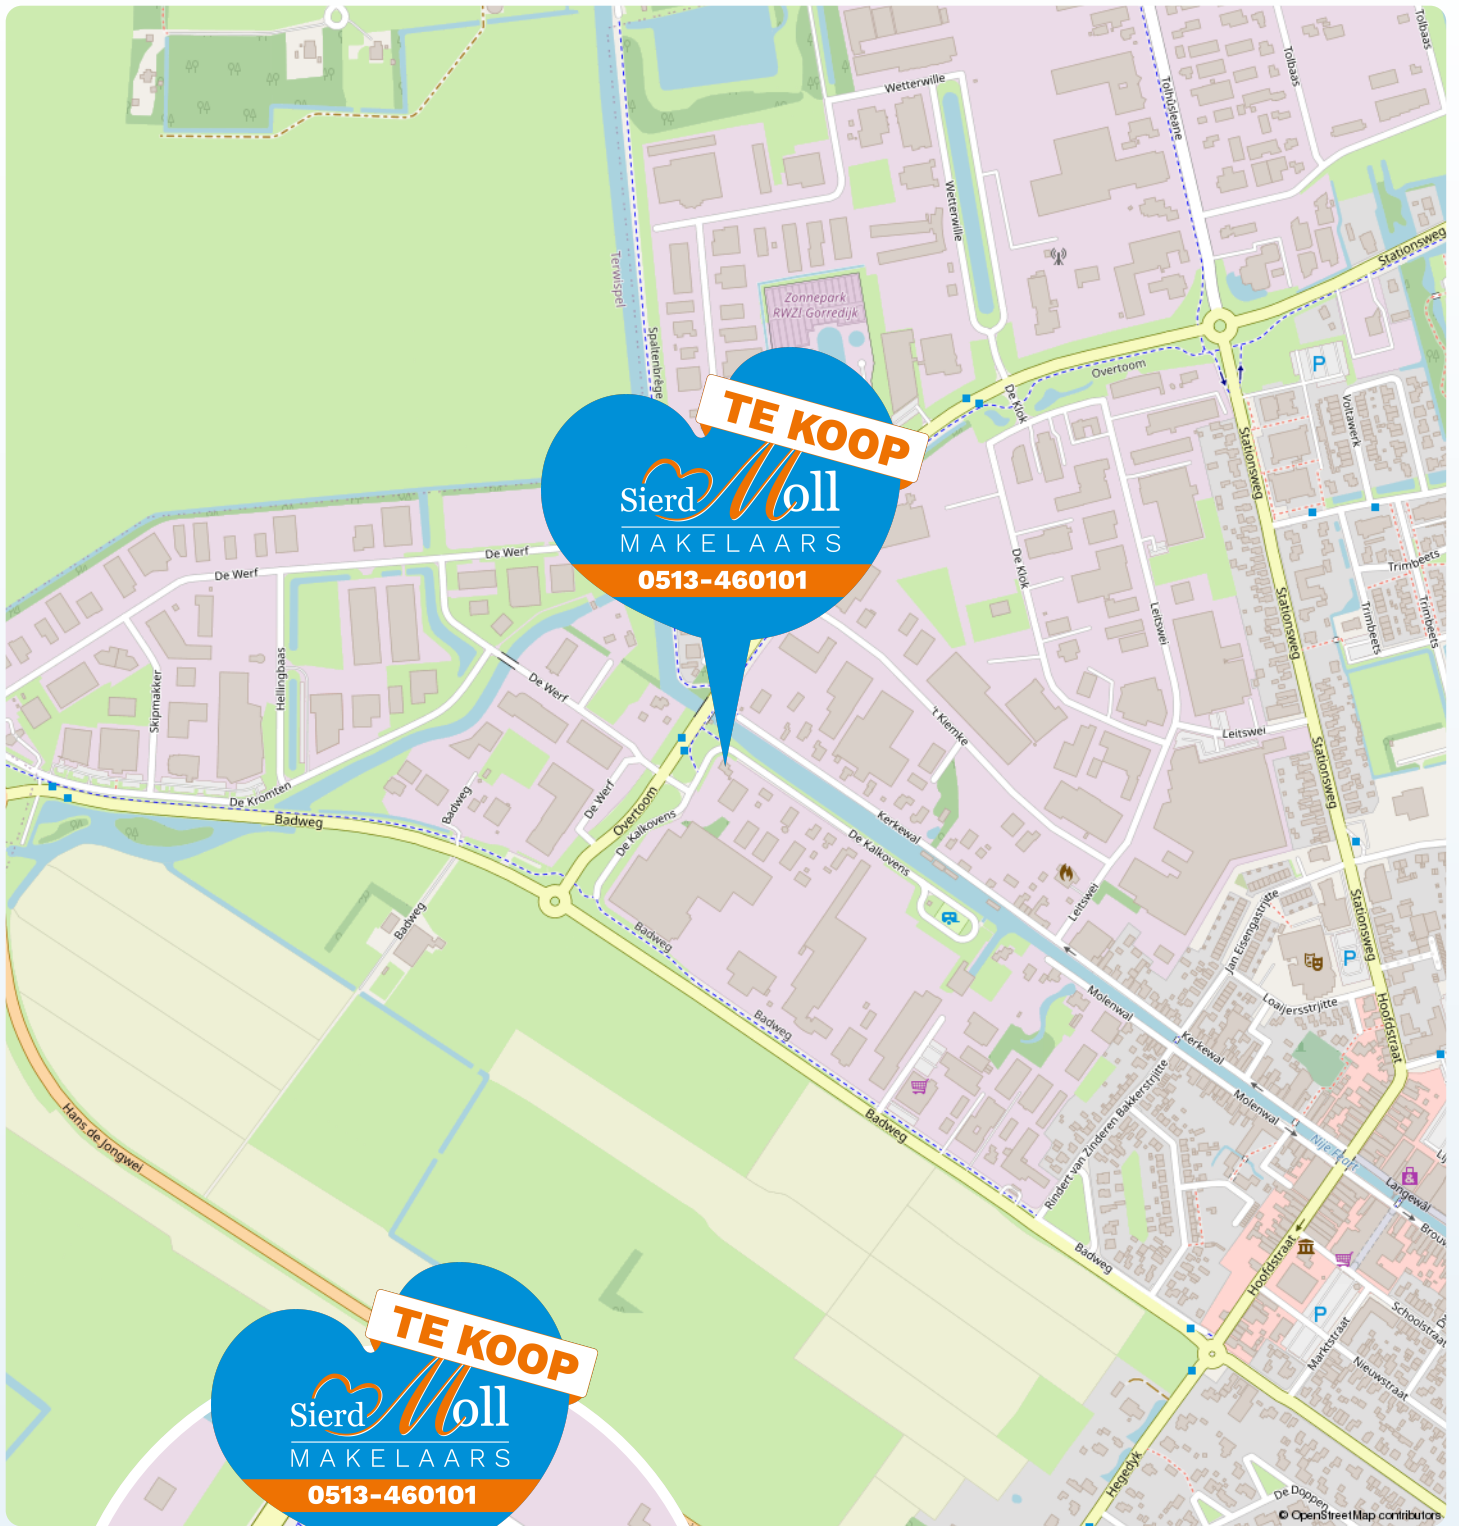 Tolbaas
Tolbaas
Wetterwille
Tolhûsleane
Wetterwille
Stationsweg
Terwispel
Zonnepark
RWZI Gorredijk
Spaltenbrêge
Overtoom
P
De Klok
Voltawerk
TE KOOP
Stationsweg
Sierd Moll
MAKELAARS
0513-460101
De Werf
De Werf
De Klok
Trimbeets
Stationsweg
Leitswei
Trimbeets
Trimbeets
Hellingbaas
Skipmakker
De Werf
't Kiemke
Leitswei
Stationsweg
De Kromten
Badweg
Badweg
De Werf
Overtoom
De Kalkovens
Kerkewal
De Kalkovens
Leitswei
Stationsweg
Badweg
Badweg
Jan Eisengastrjitte
P
Loaijersstrjitte
Molenwal
Badweg
Kerkewal
Hoofdstraat
Hans de Jongwei
Badweg
Rindert van Zinderen Bakkerstrjitte
Molenwal
Nije Feart
Langewâl
Badweg
Hoofdstraat
P
Schoolstraat
Marktstraat
Nieuwstraat
TE KOOP
Sierd Moll
MAKELAARS
0513-460101
Hegedyk
De Doppen
© OpenStreetMap contributors